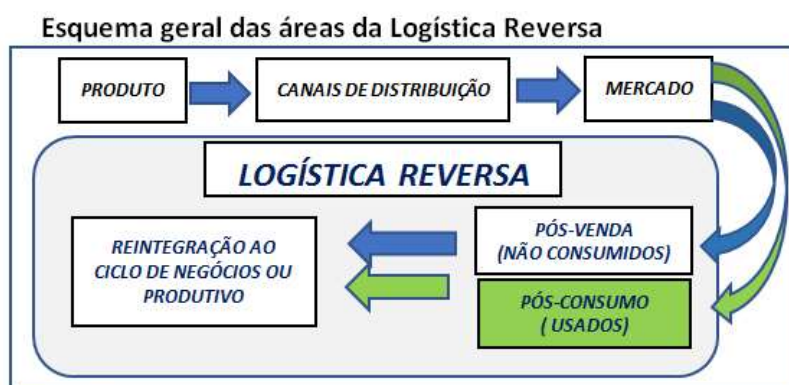 Esquema geral das áreas da Logística Reversa
PRODUTO
CANAIS DE DISTRIBUIÇÃO
MERCADO
LOGÍSTICA REVERSA
REINTEGRAÇÃO AO
CICLO DE NEGÓCIOS OU
PRODUTIVO
PÓS-VENDA
(NÃO CONSUMIDOS)
PÓS-CONSUMO
( USADOS)